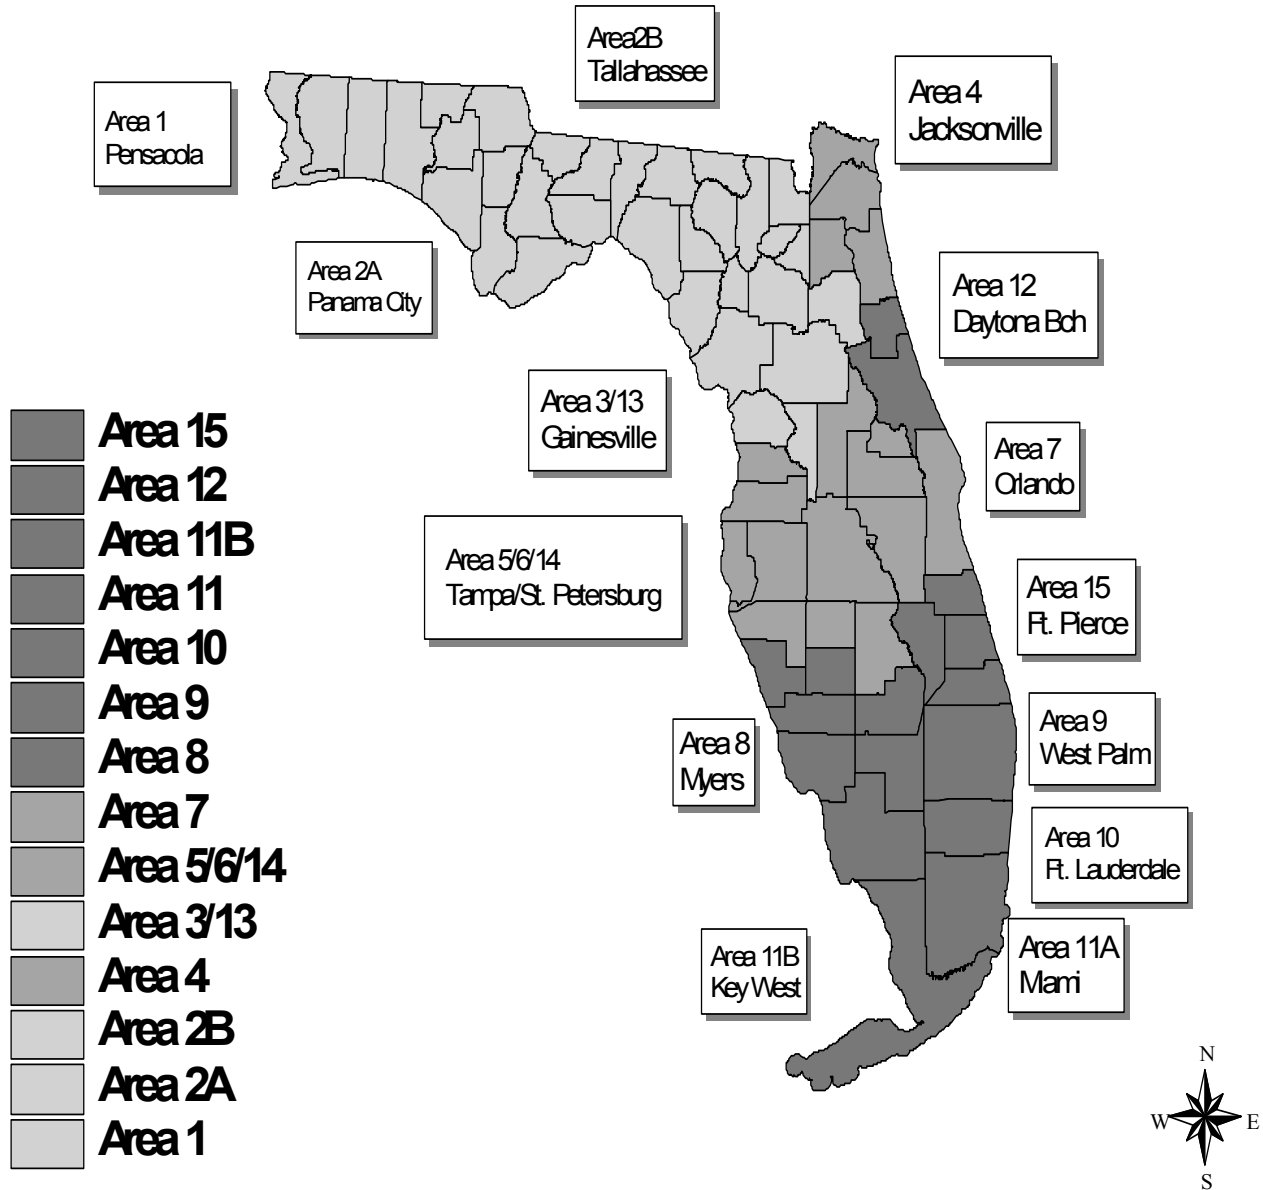 Area2B
Tallahassee
Area 4
Jacksonville
Area 1
Pensacola
Area 2A
Panama City
Area 12
Daytona Bch
Area 3/13
Gainesville
Area 7
Orlando
Area 5/6/14
Tampa/St. Petersburg
Area 15
Ft. Pierce
Area 9
West Palm
Area 8
Myers
Area 10
Ft. Lauderdale
Area 11A
Miami
Area 11B
Key West
Area 15
Area 12
Area 11B
Area 11
Area 10
Area 9
Area 8
Area 7
Area 5/6/14
Area 3/13
Area 4
Area 2B
Area 2A
Area 1
N
W E
S